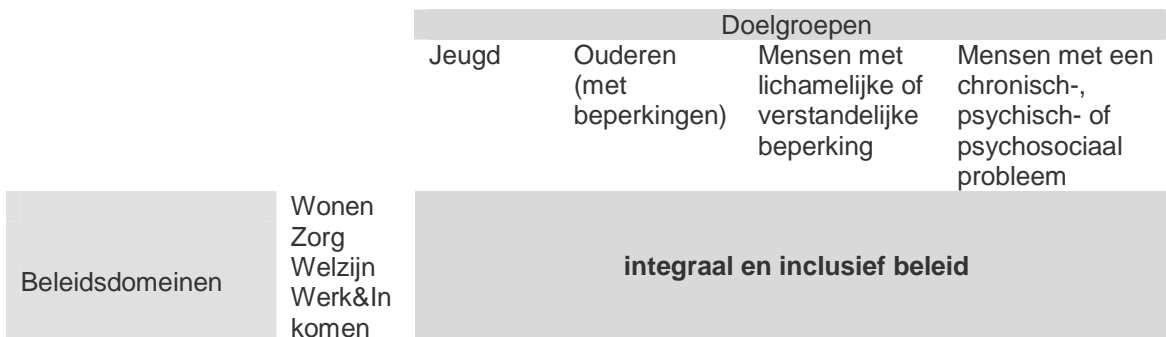 Doelgroepen
Jeugd
Ouderen
(met
beperkingen)
Mensen met
lichamelijke of
verstandelijke
beperking
Mensen met een
chronisch-,
psychisch- of
psychosociaal
probleem
Beleidsdomeinen
Wonen
Zorg
Welzijn
Werk&In
komen
integraal en inclusief beleid